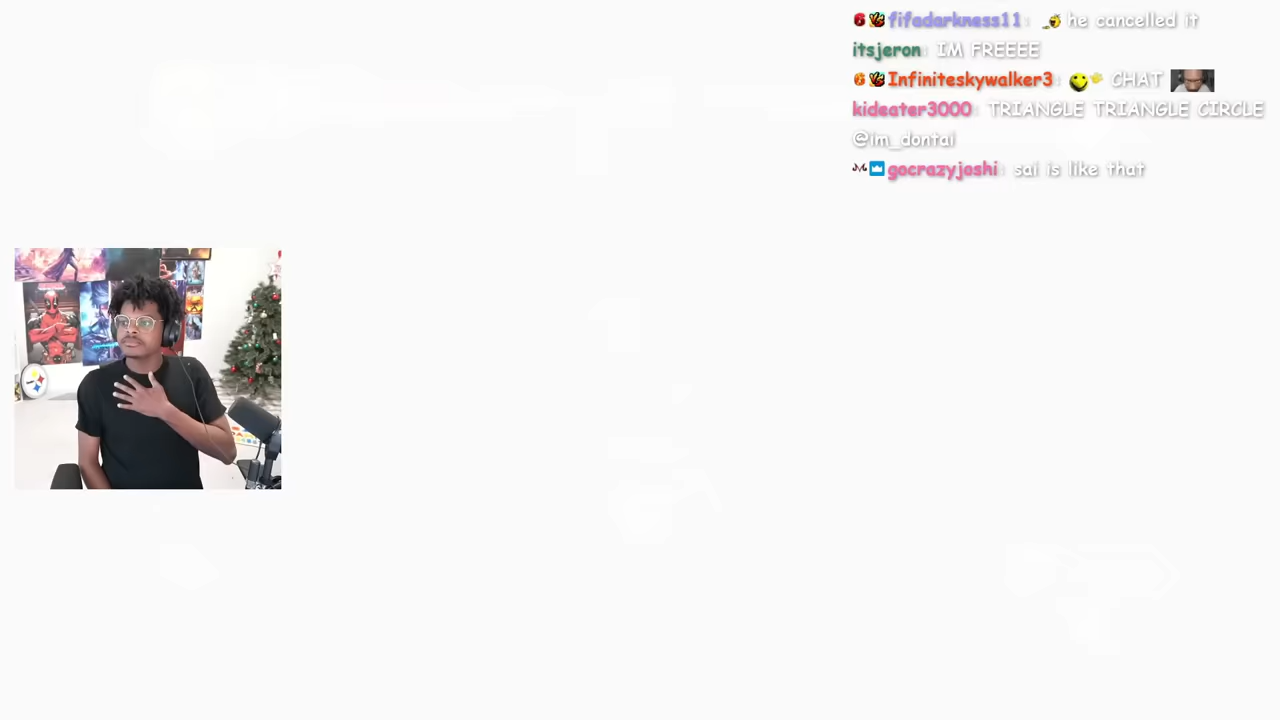 fifadarkness11: he cancelled it
itsjeron: IM FREEEE
Infiniteskywalker3: CHAT
kideater3000: TRIANGLE TRIANGLE CIRCLE
@im_dontai
gocrazyjoshi: sai is like that